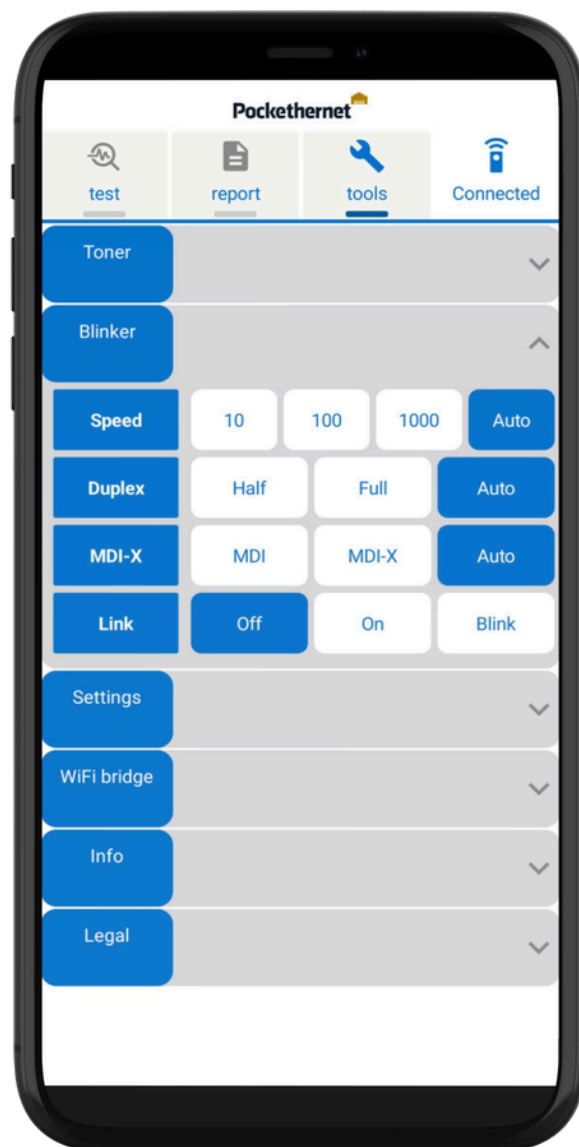 Pockethernet
test report tools Connected
Toner
Blinker
Speed 10 100 1000 Auto
Duplex Half Full Auto
MDI-X MDI MDI-X Auto
Link Off On Blink
Settings
WiFi bridge
Info
Legal